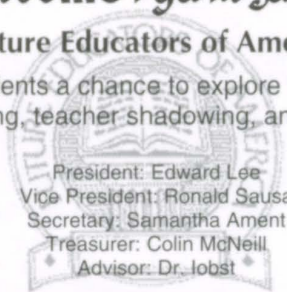 ture Educators of Ame
ents a chance to explore
ng, teacher shadowing, an
President: Edward Lee
Vice President: Ronald Sausa
Secretary: Samantha Ament
Treasurer: Colin McNeill
Advisor: Dr. Iobst